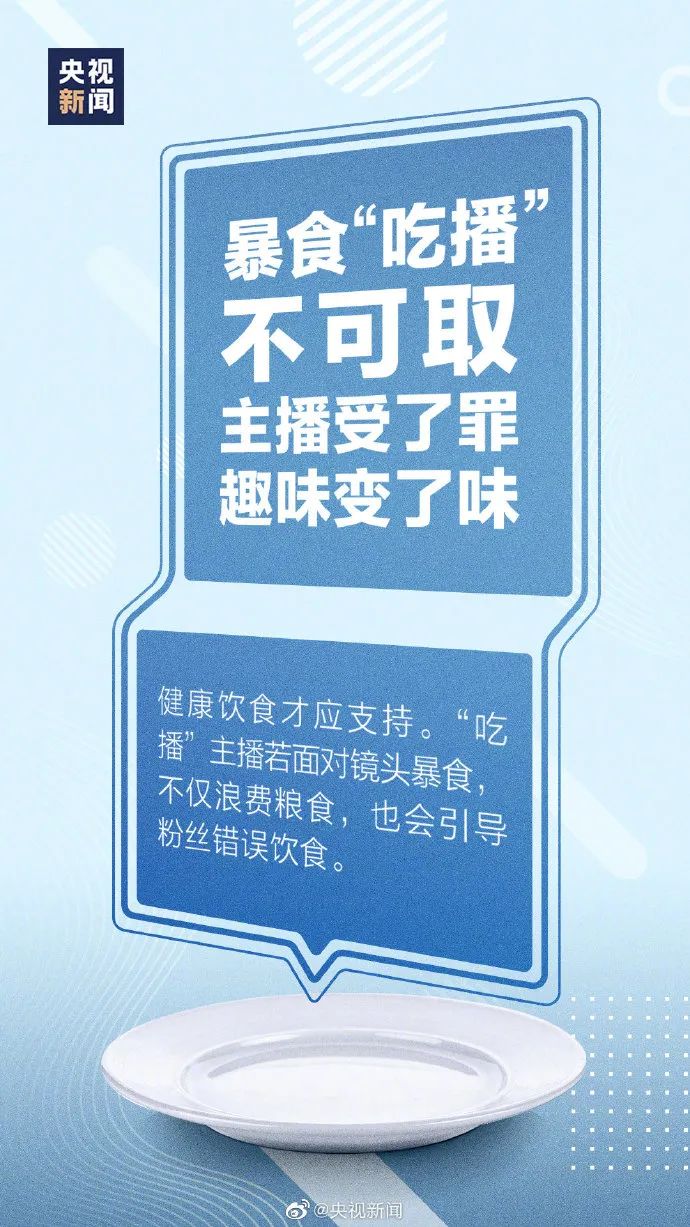 央视
新闻
暴食“吃播”
不可取
主播受了罪
趣味变了味
健康饮食才应支持。“吃
播”主播若面对镜头暴食，
不仅浪费粮食，也会引导
粉丝错误饮食。
@央视新闻